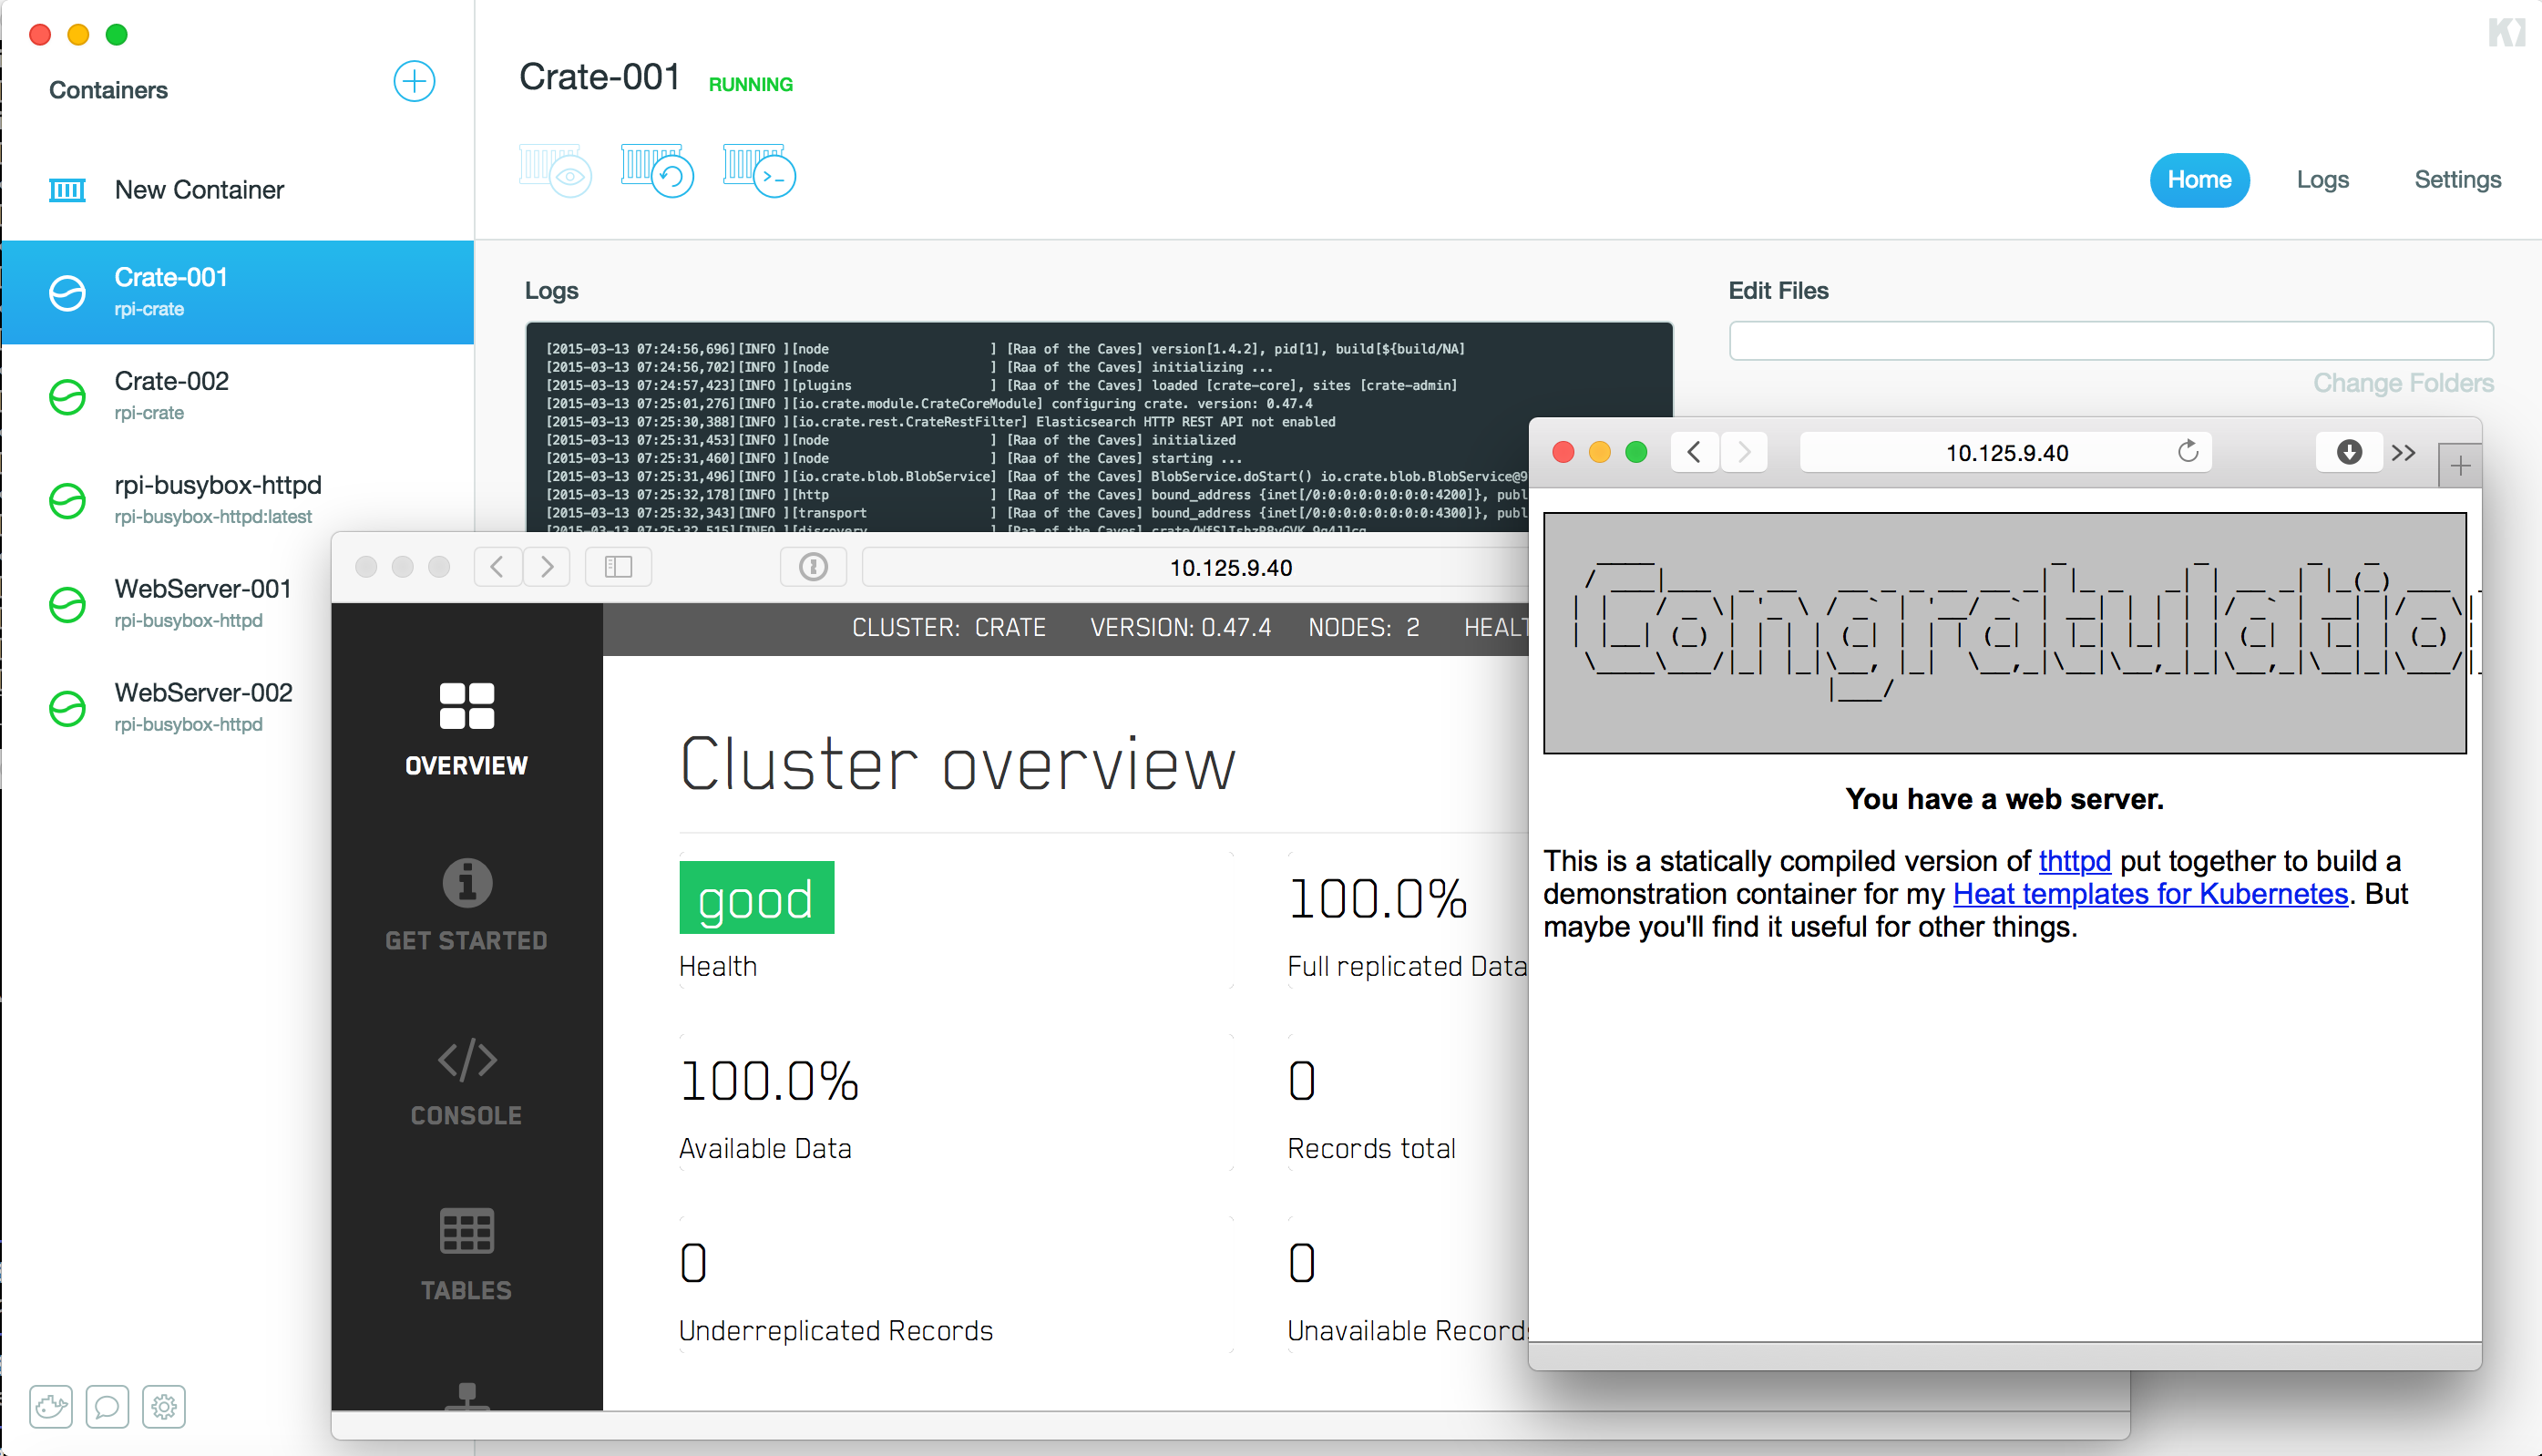 Containers
New Container
Crate-001
rpi-crate
Crate-002
rpi-crate
rpi-busybox-httpd
rpi-busybox-httpd:latest
WebServer-001
rpi-busybox-httpd
WebServer-002
rpi-busybox-httpd
Crate-001 RUNNING
Home Logs Settings
Logs
[2015-03-13 07:24:56,696][INFO ][node ] [Raa of the Caves] version[1.4.2], pid[1], build[${build/NA]
[2015-03-13 07:24:56,702][INFO ][node ] [Raa of the Caves] initializing ...
[2015-03-13 07:24:57,423][INFO ][plugins ] [Raa of the Caves] loaded [crate-core], sites [crate-admin]
[2015-03-13 07:25:01,276][INFO ][io.crate.module.CrateCoreModule] configuring crate. version: 0.47.4
[2015-03-13 07:25:30,388][INFO ][io.crate.rest.CrateRestFilter] Elasticsearch HTTP REST API not enabled
[2015-03-13 07:25:31,453][INFO ][node ] [Raa of the Caves] initialized
[2015-03-13 07:25:31,460][INFO ][node ] [Raa of the Caves] starting ...
[2015-03-13 07:25:31,496][INFO ][io.crate.blob.BlobService] [Raa of the Caves] BlobService.doStart() io.crate.blob.BlobService@9
[2015-03-13 07:25:32,178][INFO ][http ] [Raa of the Caves] bound_address {inet[/0:0:0:0:0:0:0:0:4200]}, publ
[2015-03-13 07:25:32,343][INFO ][transport ] [Raa of the Caves] bound_address {inet[/0:0:0:0:0:0:0:0:4300]}, publ
[2015-03-13 07:25:32,515][INFO ][discovery ] [Raa of the Caves]
Edit Files
Change Folders
10.125.9.40
CLUSTER: CRATE VERSION: 0.47.4 NODES: 2 HEALT
OVERVIEW
GET STARTED
CONSOLE
TABLES
Cluster overview
good
Health
100.0%
Full replicated Data
100.0%
Available Data
0
Records total
0
Underreplicated Records
0
Unavailable Records
10.125.9.40
Congratulatio
You have a web server.
This is a statically compiled version of thttpd put together to build a
demonstration container for my Heat templates for Kubernetes. But
maybe you'll find it useful for other things.